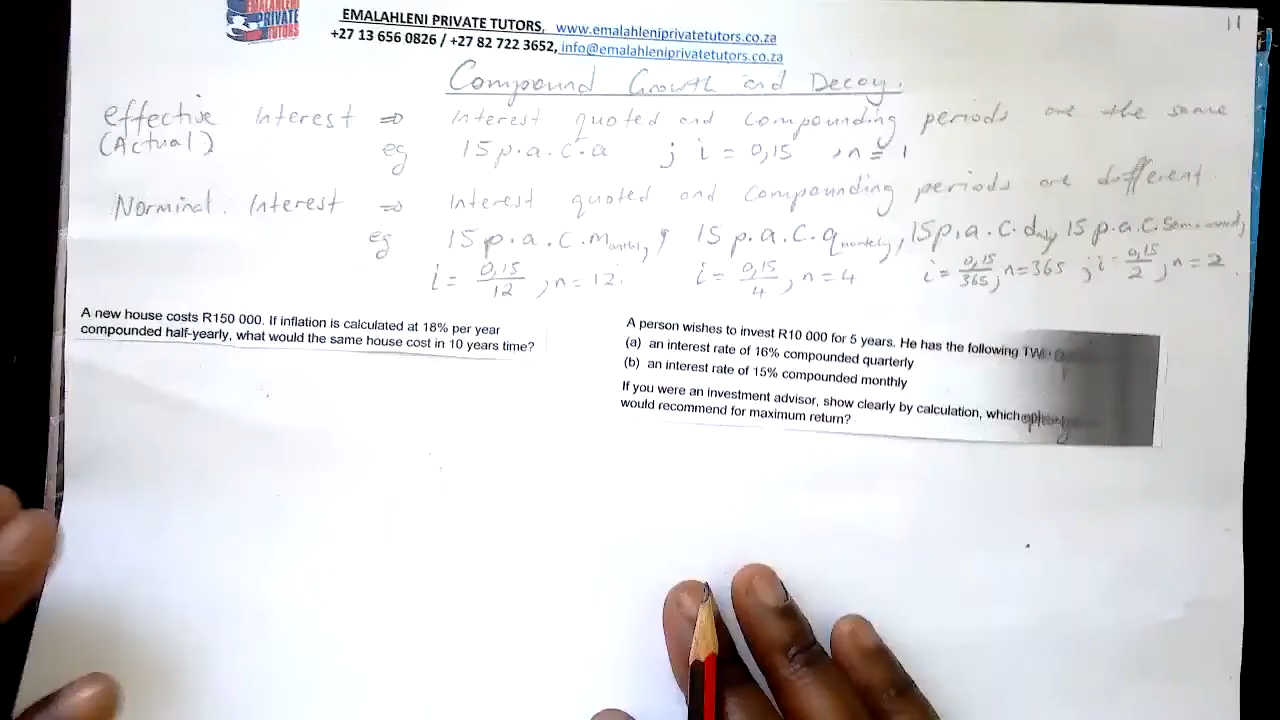 11
EMALAHLENI
PRIVATE
TUTORS
EMALAHLENI PRIVATE TUTORS, www.emalahleniprivatetutors.co.za
+27 13 656 0826 / +27 82 722 3652, info@emalahleniprivatetutors.co.za
Compound Growth and Decay.
effective Interest ⇒ Interest quoted and compounding periods are the same
(Actual) eg 15 p.a.c.a ; i = 0,15 , n = 1
Norminal. Interest ⇒ Interest quoted and compounding periods are different
eg 15 p.a.c. Monthly, 15 p.a.c. quarterly, 15 p.a.c. daily 15 p.a.c.
i = 0,15/12 , n = 12. i = 0,15/4 , n = 4 i = 0,15/365, n = 365 ; i = 0,15/2 , n = 2
A new house costs R150 000. If inflation is calculated at 18% per year
compounded half-yearly, what would the same house cost in 10 years time?
A person wishes to invest R10 000 for 5 years. He has the following
(a) an interest rate of 16% compounded quarterly
(b) an interest rate of 15% compounded monthly
If you were an investment advisor, show clearly by calculation, which
would recommend for maximum return?